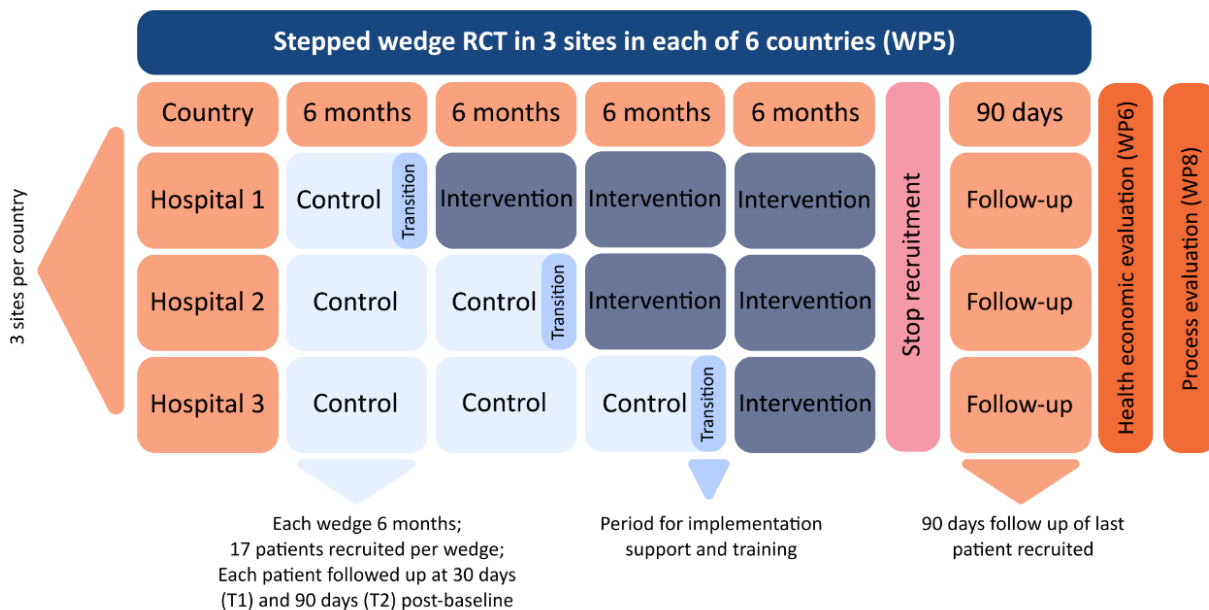 Stepped wedge RCT in 3 sites in each of 6 countries (WP5)
Country
6 months
6 months
6 months
6 months
90 days
Hospital 1
Control
Transition
Intervention
Intervention
Intervention
Follow-up
Hospital 2
Control
Control
Transition
Intervention
Intervention
Follow-up
Hospital 3
Control
Control
Control
Transition
Intervention
Follow-up
Stop recruitment
Health economic evaluation (WP6)
Process evaluation (WP8)
3 sites per country
Each wedge 6 months;
17 patients recruited per wedge;
Each patient followed up at 30 days
(T1) and 90 days (T2) post-baseline
Period for implementation
support and training
90 days follow up of last
patient recruited